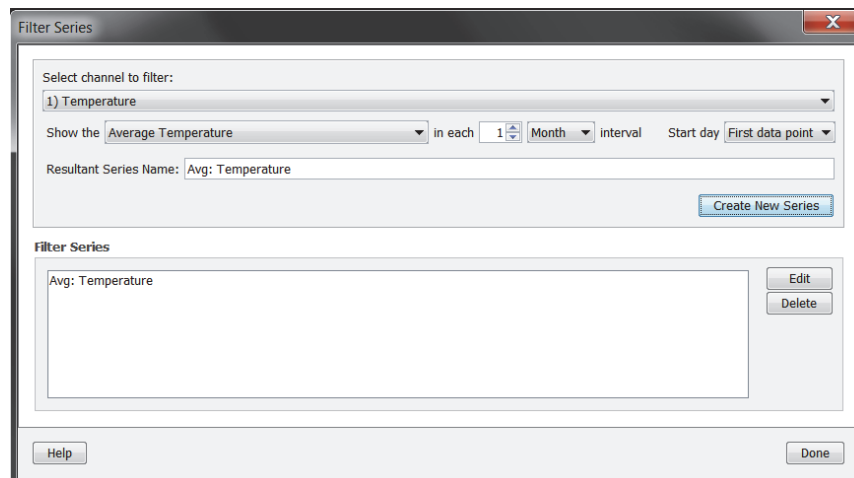 Filter Series
Select channel to filter:
1) Temperature
Show the Average Temperature in each 1 Month interval Start day First data point
Resultant Series Name: Avg: Temperature
Create New Series
Filter Series
Avg: Temperature
Edit
Delete
Help Done